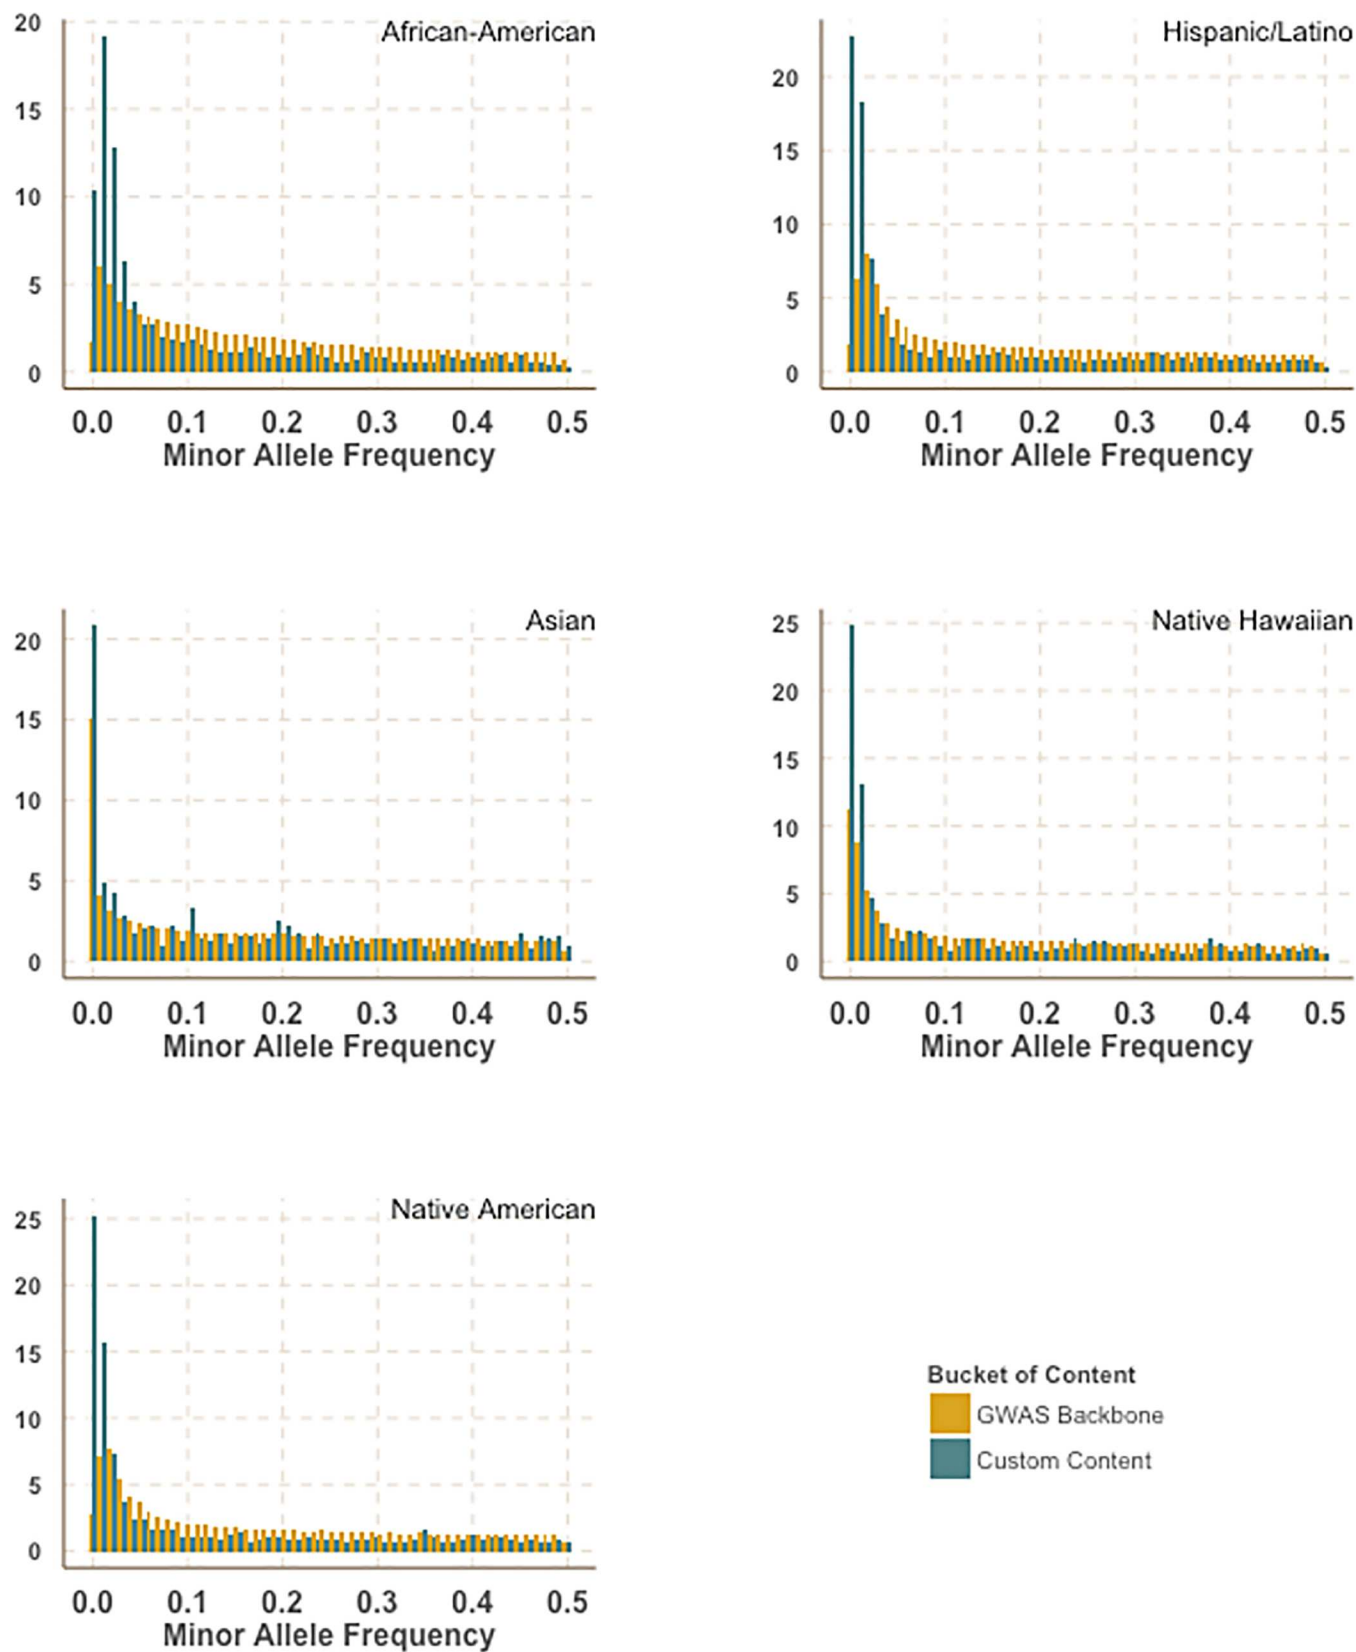 African-American
20
15
10
5
0
0.0 0.1 0.2 0.3 0.4 0.5
Minor Allele Frequency
Hispanic/Latino
20
15
10
5
0
0.0 0.1 0.2 0.3 0.4 0.5
Minor Allele Frequency
Asian
20
15
10
5
0
0.0 0.1 0.2 0.3 0.4 0.5
Minor Allele Frequency
Native Hawaiian
25
20
15
10
5
0
0.0 0.1 0.2 0.3 0.4 0.5
Minor Allele Frequency
Native American
25
20
15
10
5
0
0.0 0.1 0.2 0.3 0.4 0.5
Minor Allele Frequency
Bucket of Content
GWAS Backbone
Custom Content